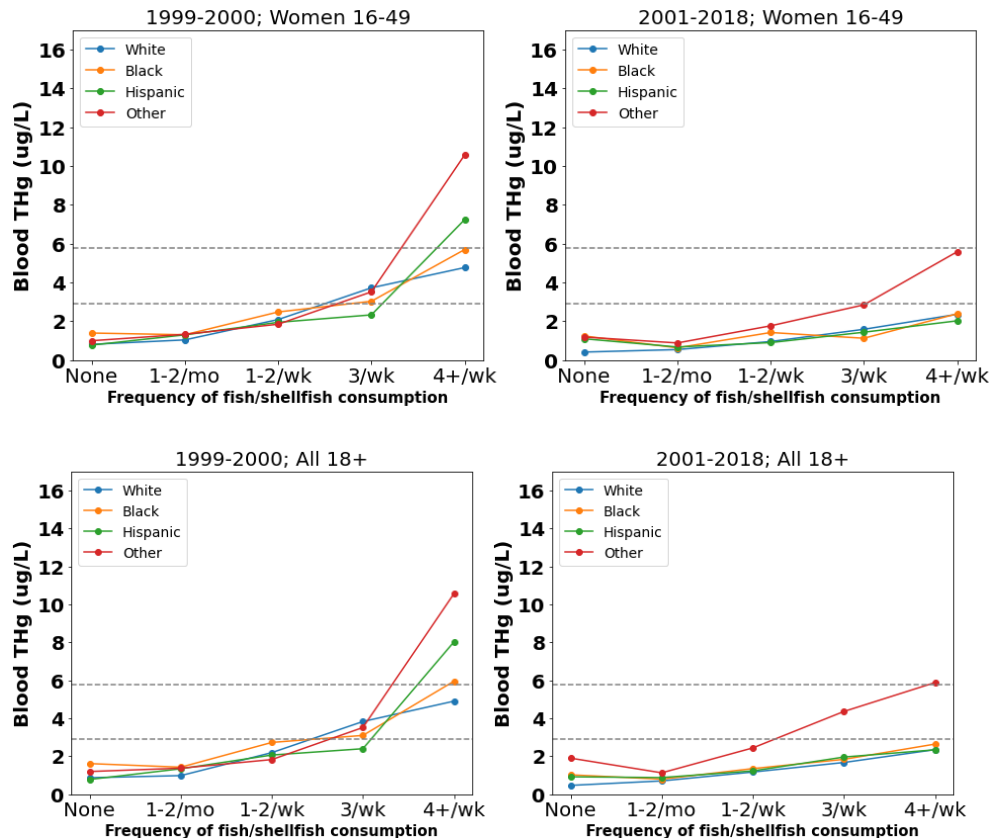 1999-2000; Women 16-49
16
14
12
10
8
6
4
2
0
Blood THg (ug/L)
White
Black
Hispanic
Other
None 1-2/mo 1-2/wk 3/wk 4+/wk
Frequency of fish/shellfish consumption
2001-2018; Women 16-49
16
14
12
10
8
6
4
2
0
Blood THg (ug/L)
White
Black
Hispanic
Other
None 1-2/mo 1-2/wk 3/wk 4+/wk
Frequency of fish/shellfish consumption
1999-2000; All 18+
16
14
12
10
8
6
4
2
0
Blood THg (ug/L)
White
Black
Hispanic
Other
None 1-2/mo 1-2/wk 3/wk 4+/wk
Frequency of fish/shellfish consumption
2001-2018; All 18+
16
14
12
10
8
6
4
2
0
Blood THg (ug/L)
White
Black
Hispanic
Other
None 1-2/mo 1-2/wk 3/wk 4+/wk
Frequency of fish/shellfish consumption